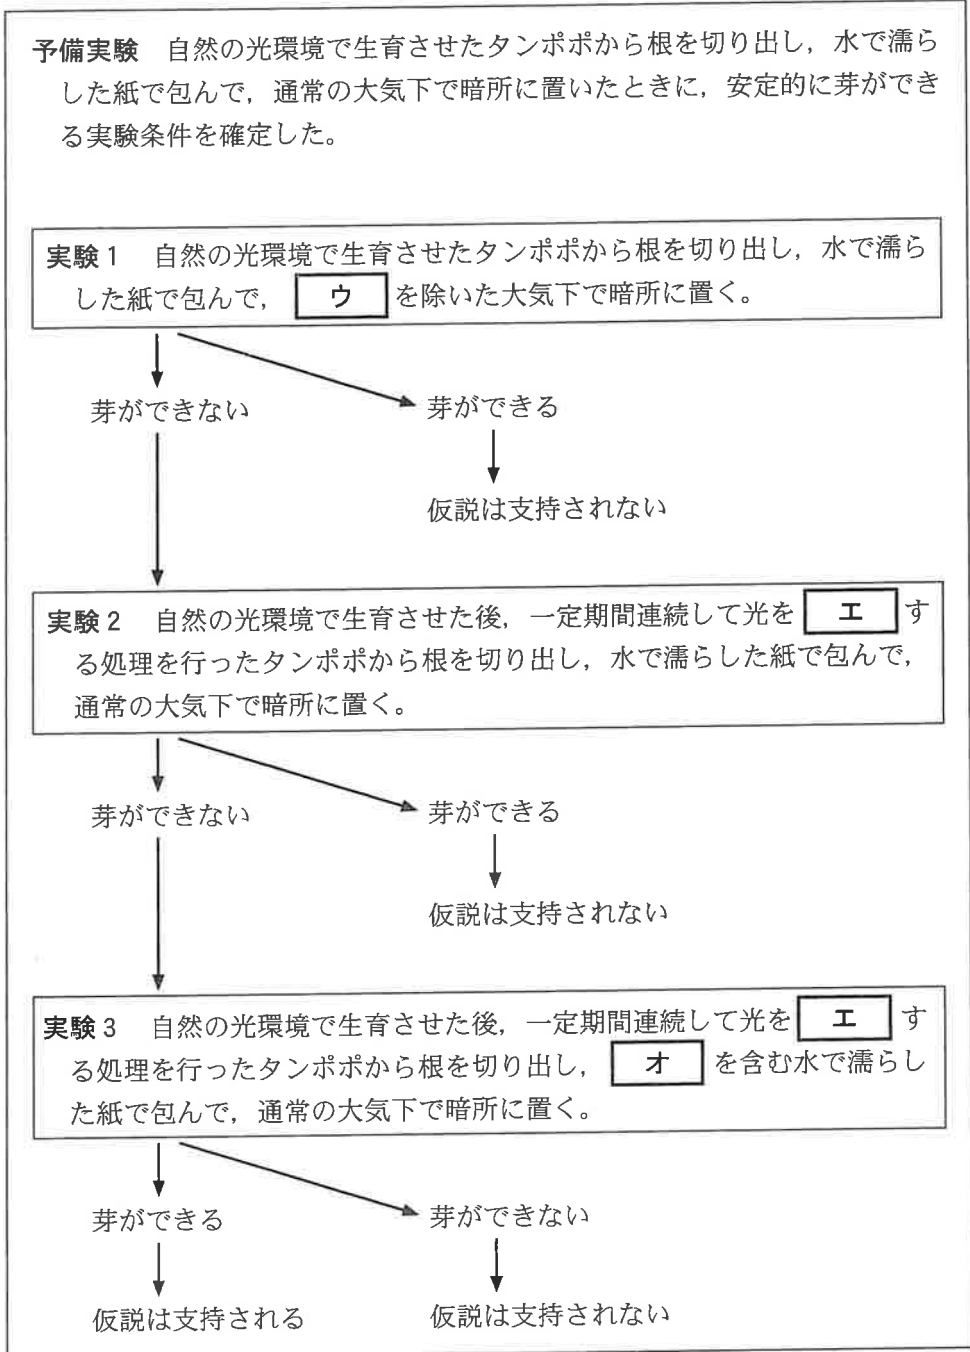 予備実験　自然の光環境で生育させたタンポポから根を切り出し，水で濡ら
した紙で包んで，通常の大気下で暗所に置いたときに，安定的に芽ができ
る実験条件を確定した。
実験1　自然の光環境で生育させたタンポポから根を切り出し，水で濡ら
した紙で包んで，ウを除いた大気下で暗所に置く。
芽ができない　芽ができる
仮説は支持されない
実験2　自然の光環境で生育させた後，一定期間連続して光をエす
る処理を行ったタンポポから根を切り出し，水で濡らした紙で包んで，
通常の大気下で暗所に置く。
芽ができない　芽ができる
仮説は支持されない
実験3　自然の光環境で生育させた後，一定期間連続して光をエす
る処理を行ったタンポポから根を切り出し，オを含む水で濡らし
た紙で包んで，通常の大気下で暗所に置く。
芽ができる　芽ができない
仮説は支持される　仮説は支持されない